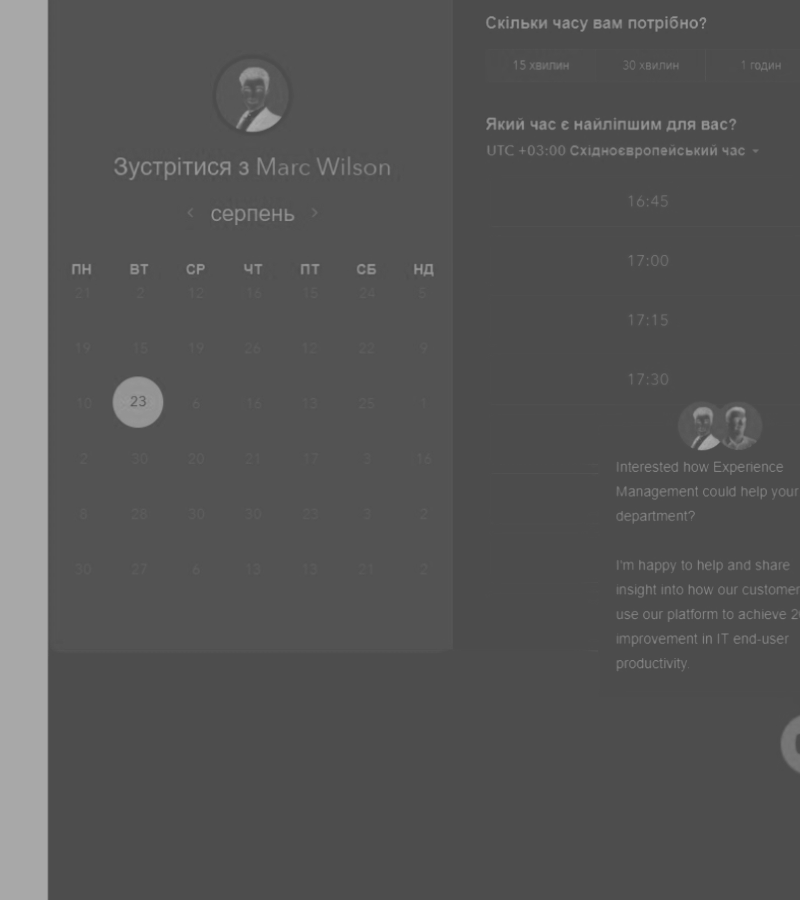 Зустрітися з Marc Wilson
серпень
ПН ВТ СР ЧТ ПТ СБ НД
21 2 12 16 15 24 5
19 15 19 26 12 22 9
10 23 6 16 13 25 1
2 30 20 21 17 3 16
8 28 30 30 23 3 2
30 27 6 13 13 21 2
Скільки часу вам потрібно?
15 хвилин 30 хвилин 1 годин
Який час є найліпшим для вас?
UTC +03:00 Східноєвропейський час
16:45
17:00
17:15
17:30
Interested how Experience
Management could help your
department?
I'm happy to help and share
insight into how our customer
use our platform to achieve
improvement in IT end-user
productivity.